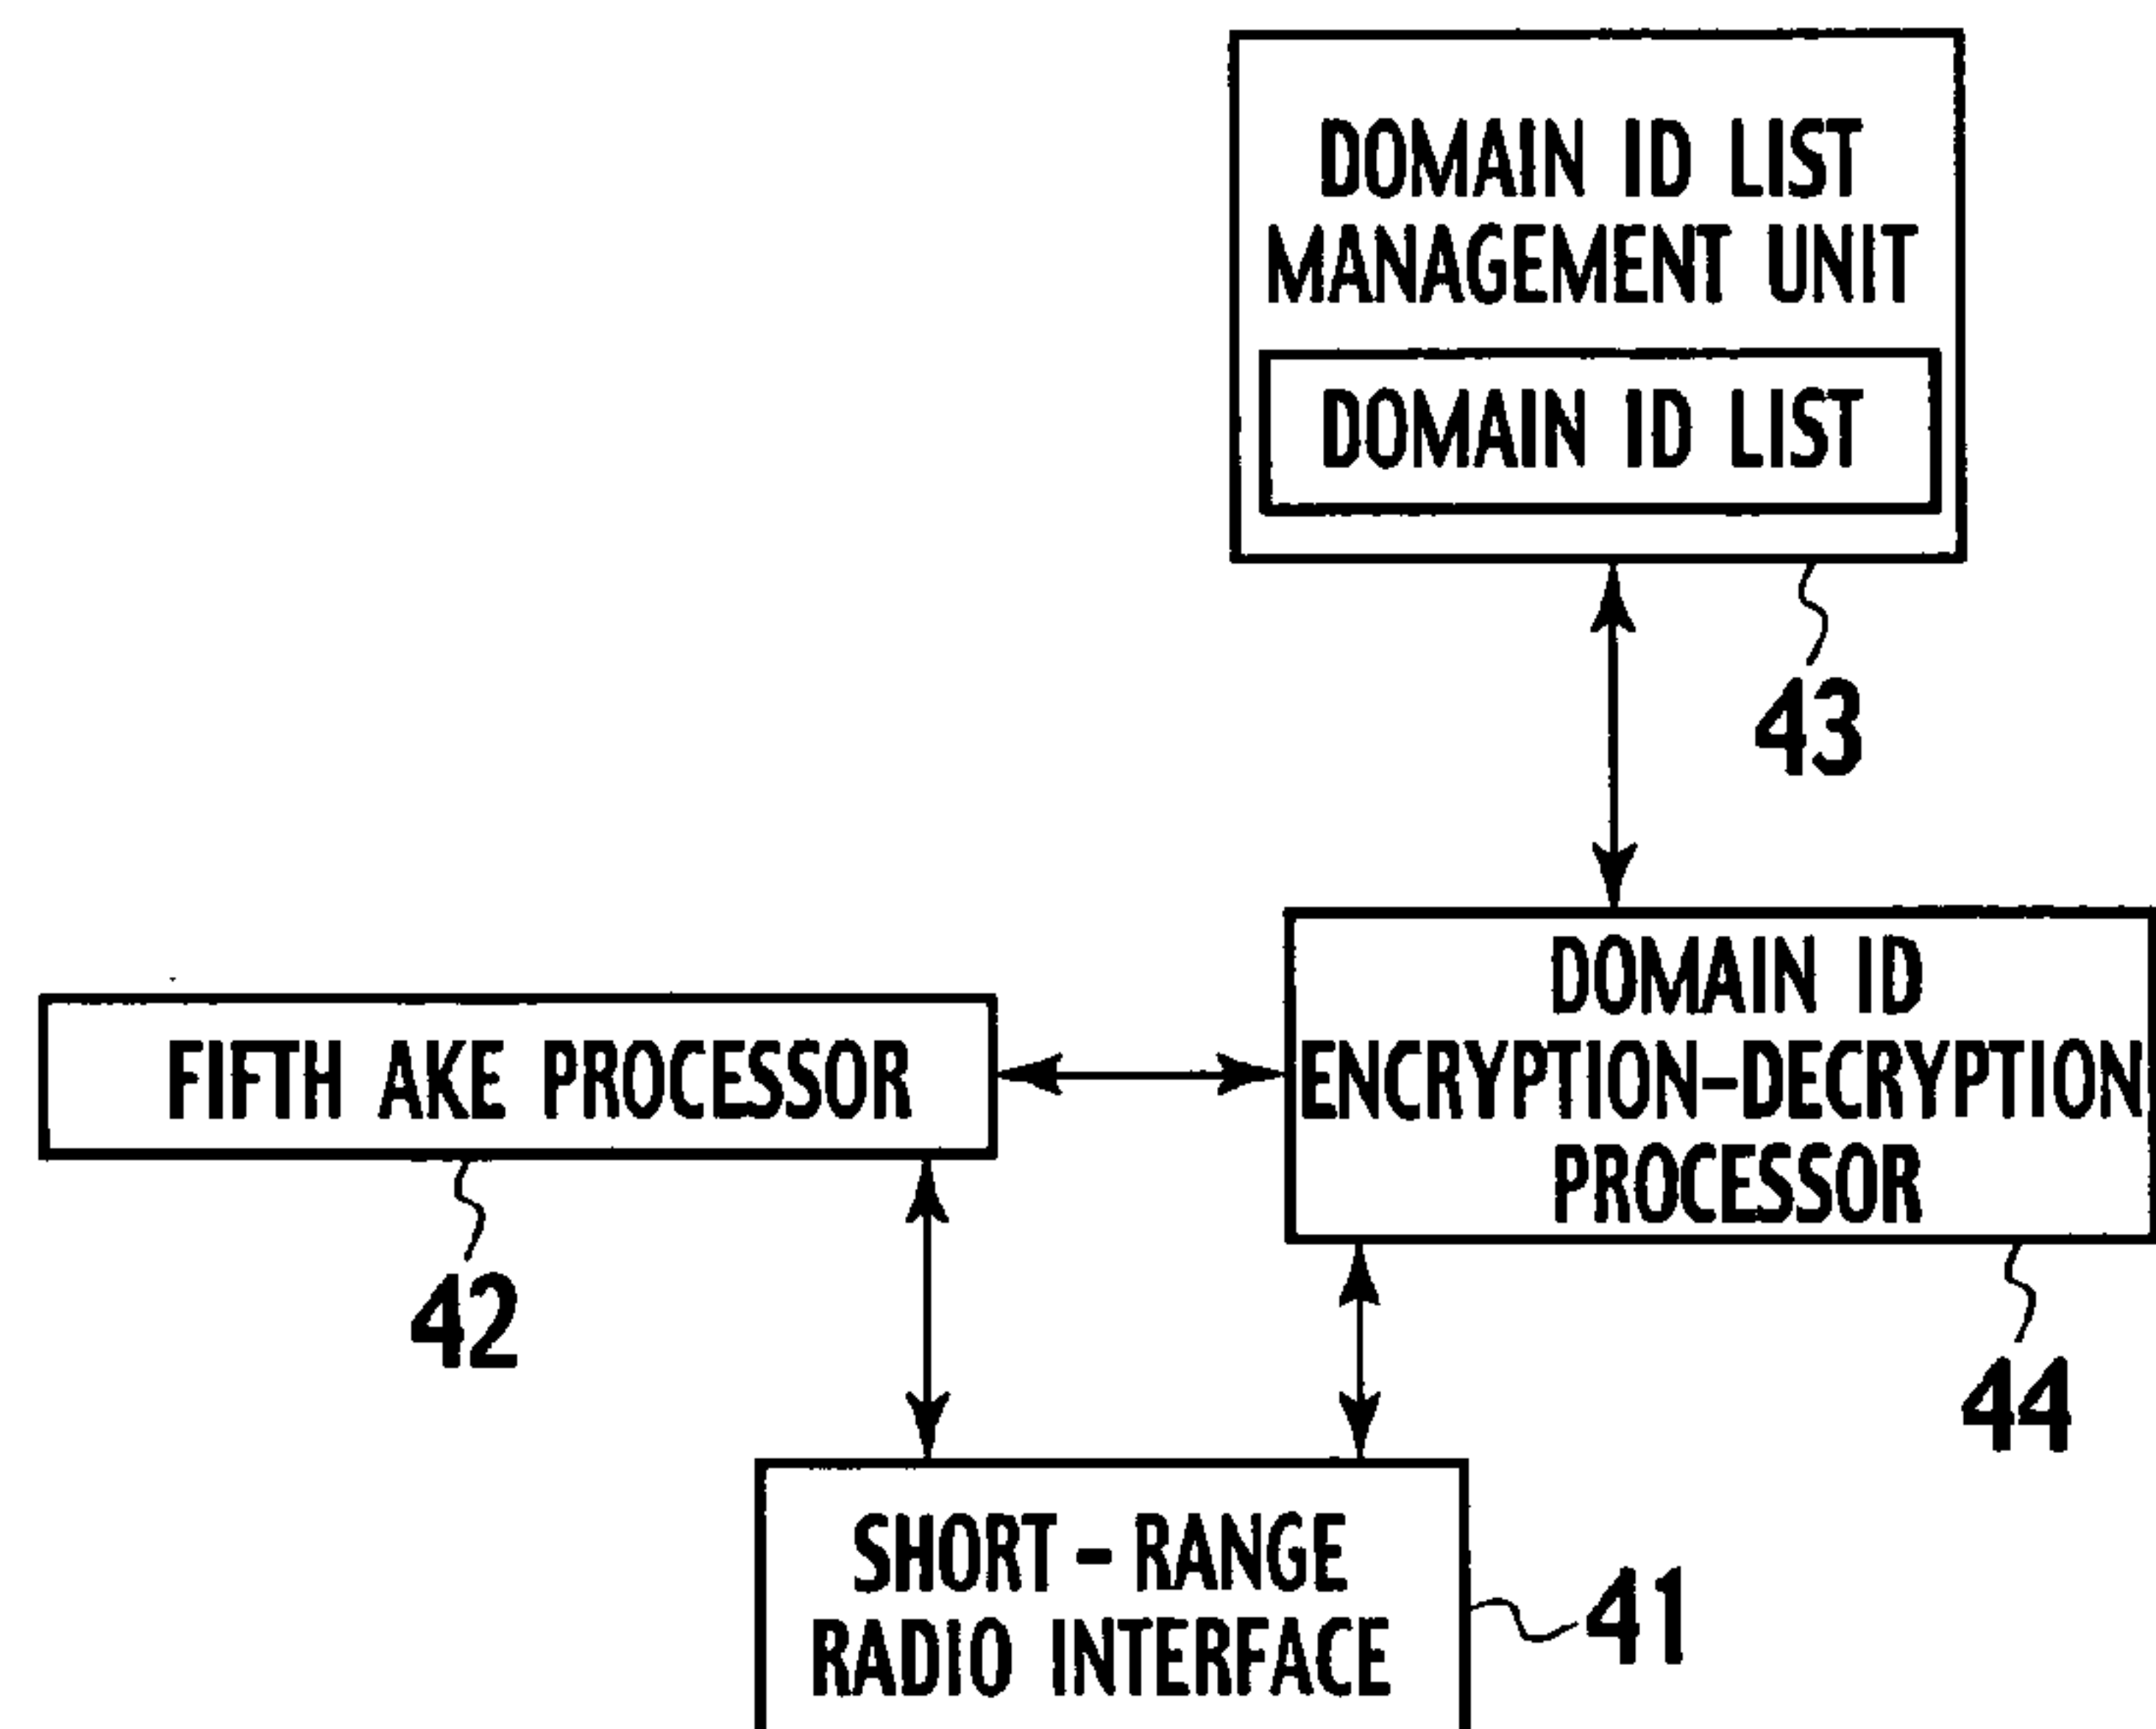 DOMAIN ID LIST
MANAGEMENT UNIT
DOMAIN ID LIST
43
DOMAIN ID
ENCRYPTION-DECRYPTION
PROCESSOR
44
FIFTH AKE PROCESSOR
42
SHORT-RANGE
RADIO INTERFACE
41